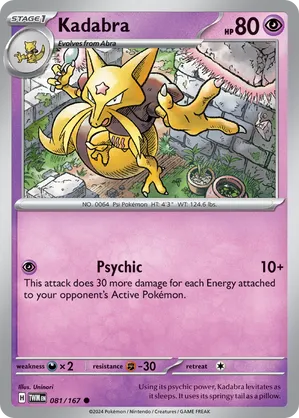 STAGE 1
Kadabra
HP 80
Evolves from Abra
NO. 0064 Psi Pokémon HT: 4'3" WT: 124.6 lbs.
Psychic 10+
This attack does 30 more damage for each Energy attached
to your opponent's Active Pokémon.
weakness ×2 resistance -30 retreat
Illus. Uninori
H TWM EN 081/167
Using its psychic power, Kadabra levitates as
it sleeps. It uses its springy tail as a pillow.
©2024 Pokémon / Nintendo / Creatures / GAME FREAK